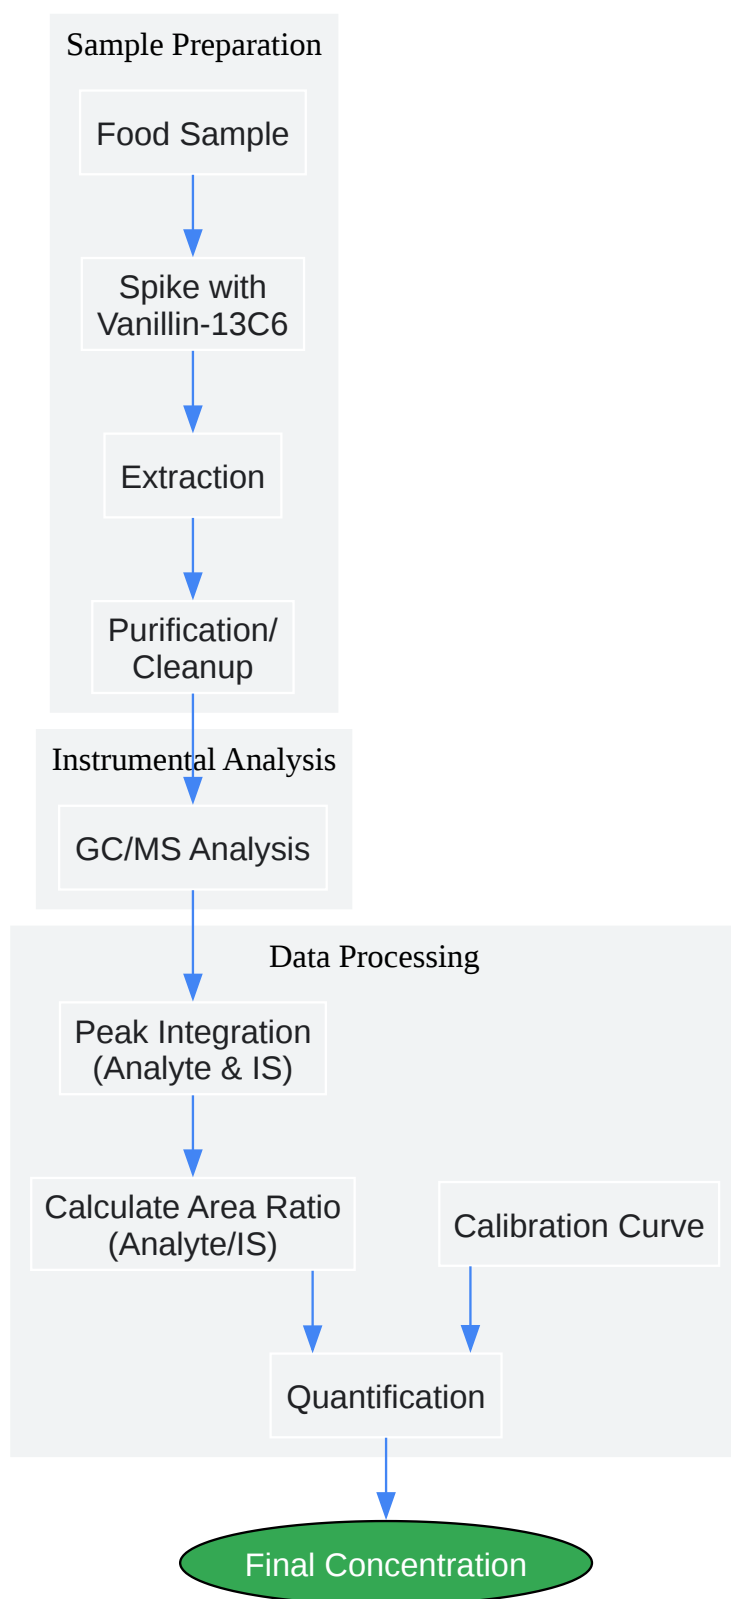 Sample Preparation
Food Sample
Spike with
Vanillin-13C6
Extraction
Purification/
Cleanup
Instrumental Analysis
GC/MS Analysis
Data Processing
Peak Integration
(Analyte & IS)
Calculate Area Ratio
(Analyte/IS)
Calibration Curve
Quantification
Final Concentration